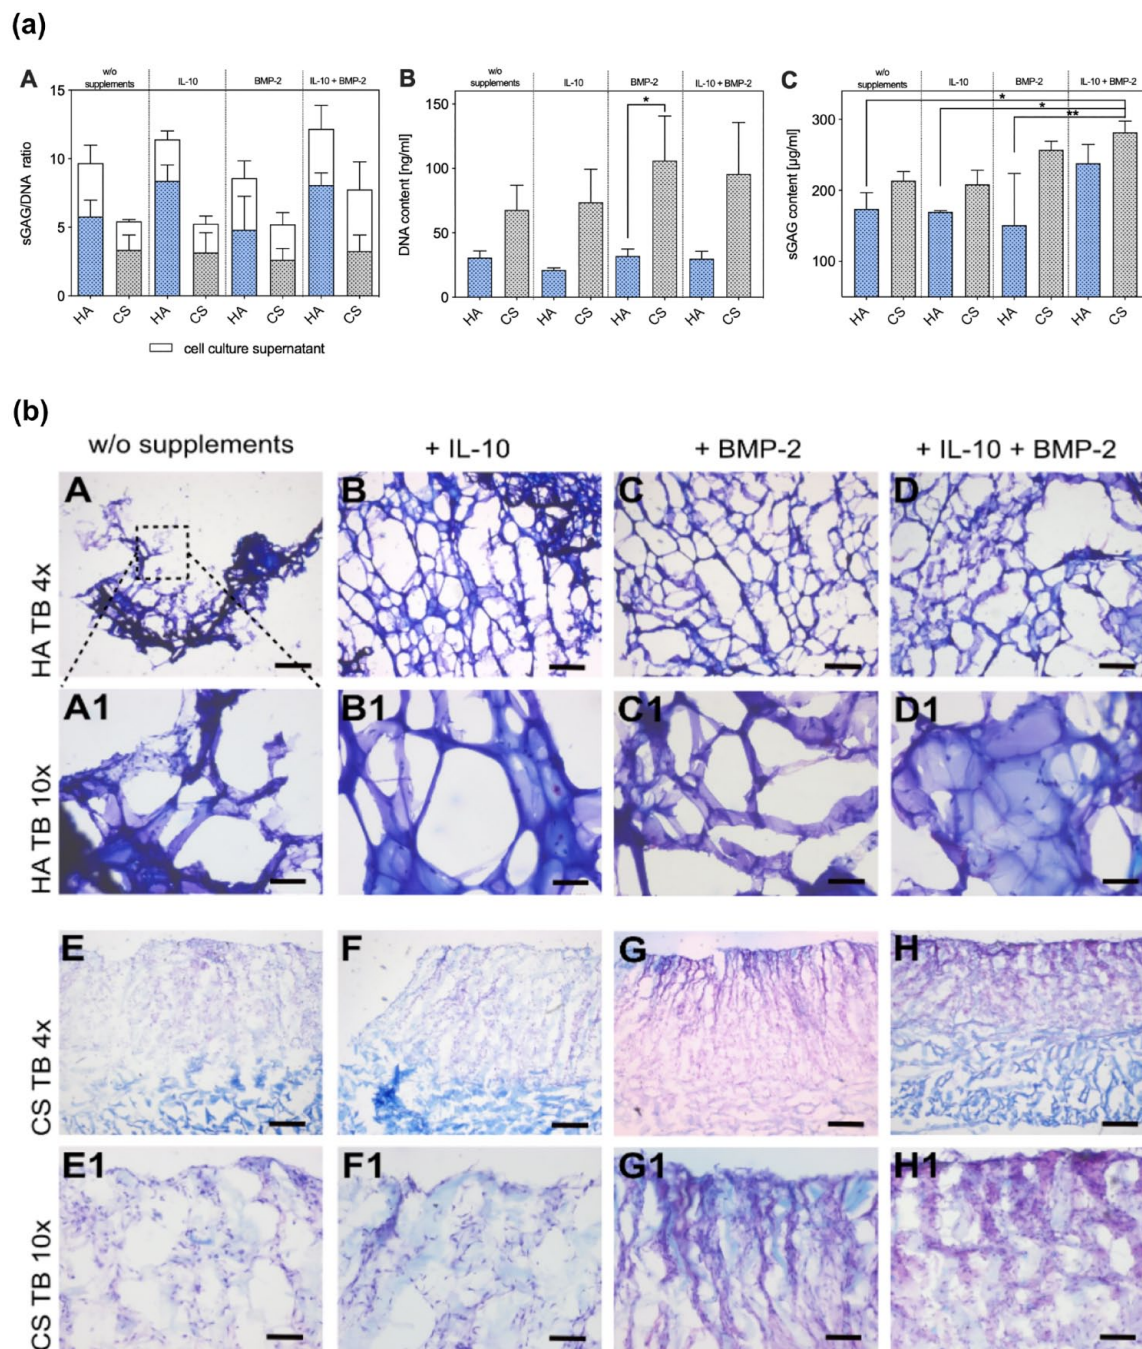 (a)
A
w/o supplements
IL-10
BMP-2
IL-10 + BMP-2
sGAG/DNA ratio
15
10
5
0
HA CS HA CS HA CS HA CS
cell culture supernatant
B
w/o supplements
IL-10
BMP-2
IL-10 + BMP-2
DNA content [ng/ml]
150
100
50
0
*
HA CS HA CS HA CS HA CS
C
w/o supplements
IL-10
BMP-2
IL-10 + BMP-2
sGAG content [µg/ml]
300
200
100
*
*
**
HA CS HA CS HA CS HA CS
(b)
w/o supplements + IL-10 + BMP-2 + IL-10 + BMP-2
HA TB 4x
A B C D
HA TB 10x
A1 B1 C1 D1
CS TB 4x
E F G H
CS TB 10x
E1 F1 G1 H1